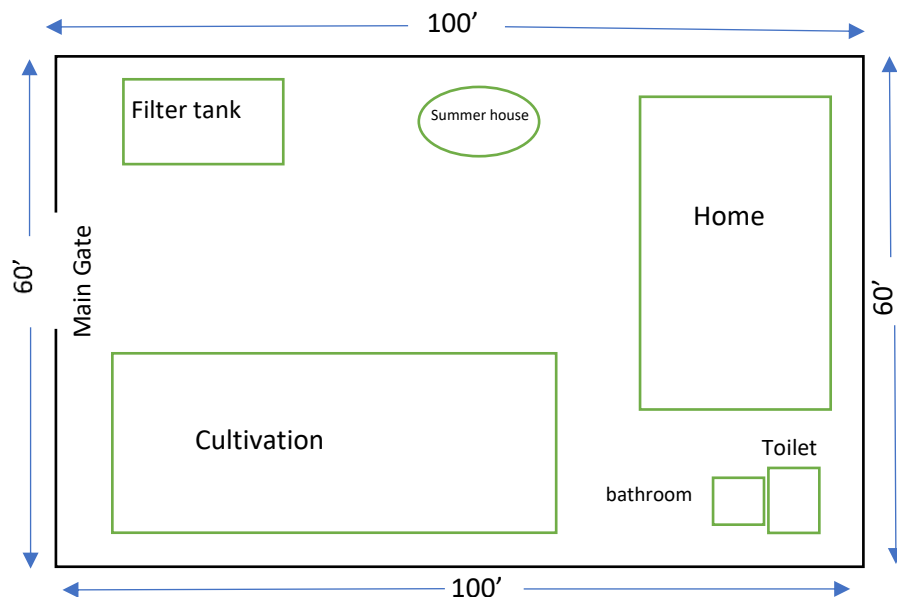 100’
Filter tank
Summer house
Home
Main Gate
60’
60’
Cultivation
Toilet
bathroom
100’